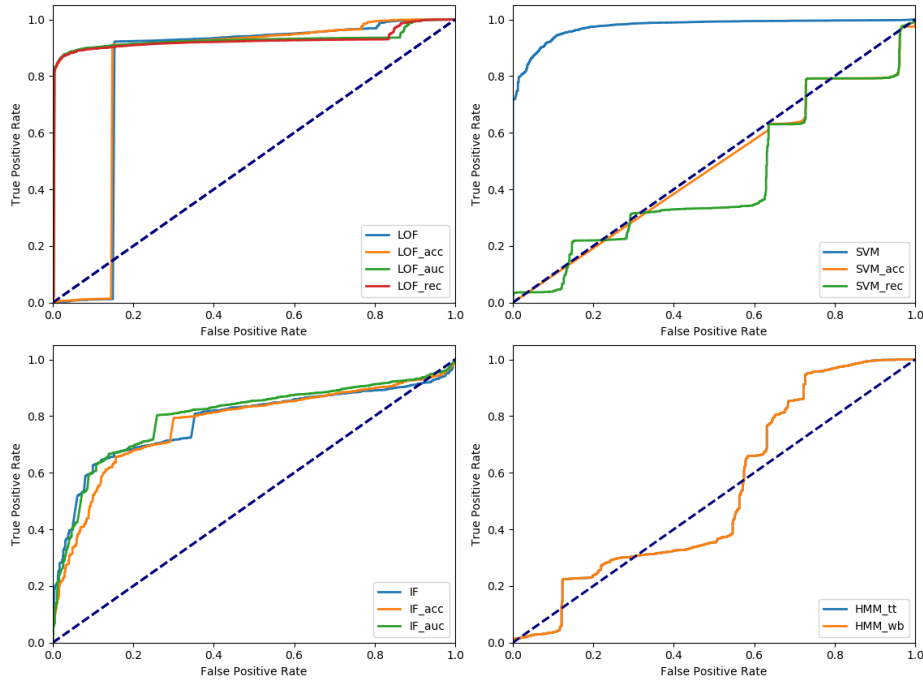 1.0
0.8
0.6
0.4
0.2
0.0
True Positive Rate
0.0 0.2 0.4 0.6 0.8 1.0
False Positive Rate
LOF
LOF_acc
LOF_auc
LOF_rec
1.0
0.8
0.6
0.4
0.2
0.0
True Positive Rate
0.0 0.2 0.4 0.6 0.8 1.0
False Positive Rate
SVM
SVM_acc
SVM_rec
1.0
0.8
0.6
0.4
0.2
0.0
True Positive Rate
0.0 0.2 0.4 0.6 0.8 1.0
False Positive Rate
IF
IF_acc
IF_auc
1.0
0.8
0.6
0.4
0.2
0.0
True Positive Rate
0.0 0.2 0.4 0.6 0.8 1.0
False Positive Rate
HMM_tt
HMM_wb